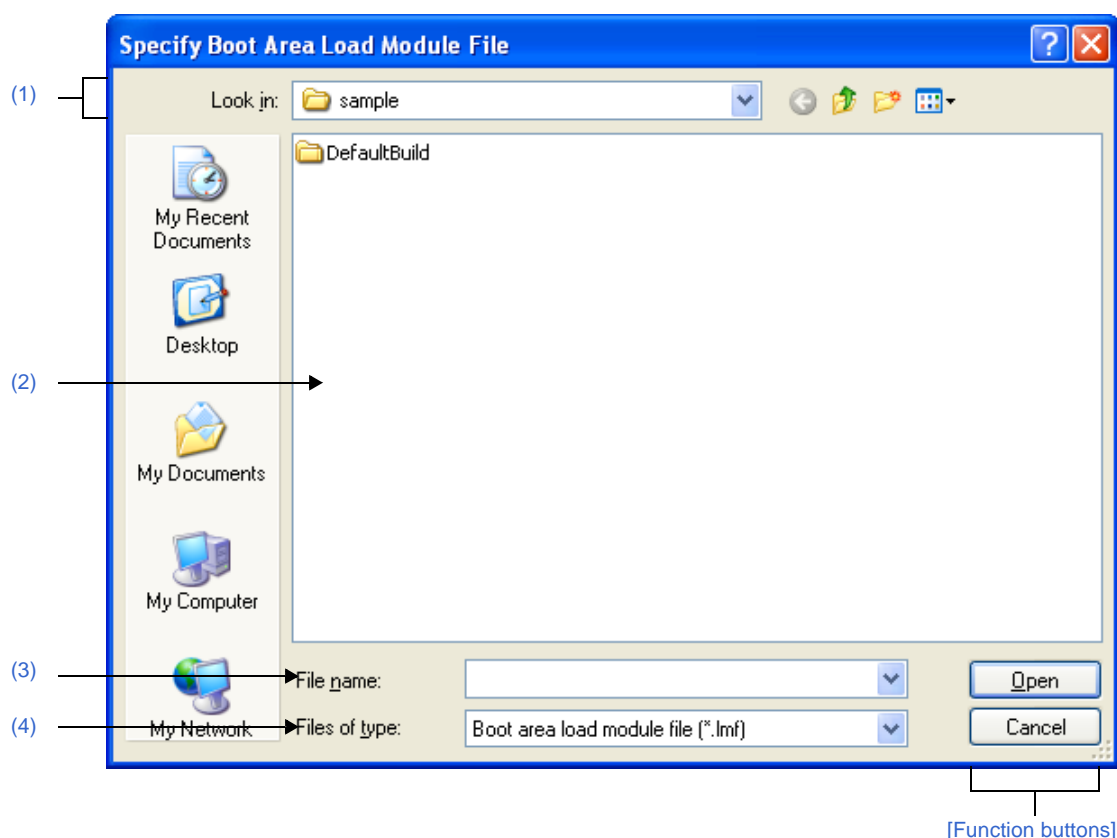 Specify Boot Area Load Module File
(1)
Look in:
sample
DefaultBuild
My Recent
Documents
Desktop
(2)
My Documents
My Computer
(3)
File name:
Open
(4)
My Network
Files of type:
Boot area load module file (*.lmf)
Cancel
[Function buttons]